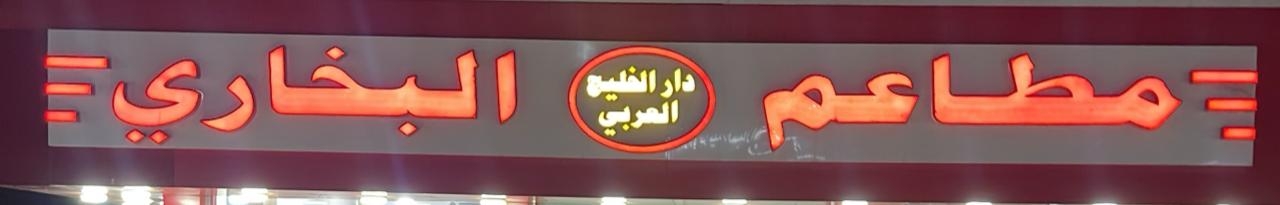 مطاعم
دار الخليج
العربي
البخاري